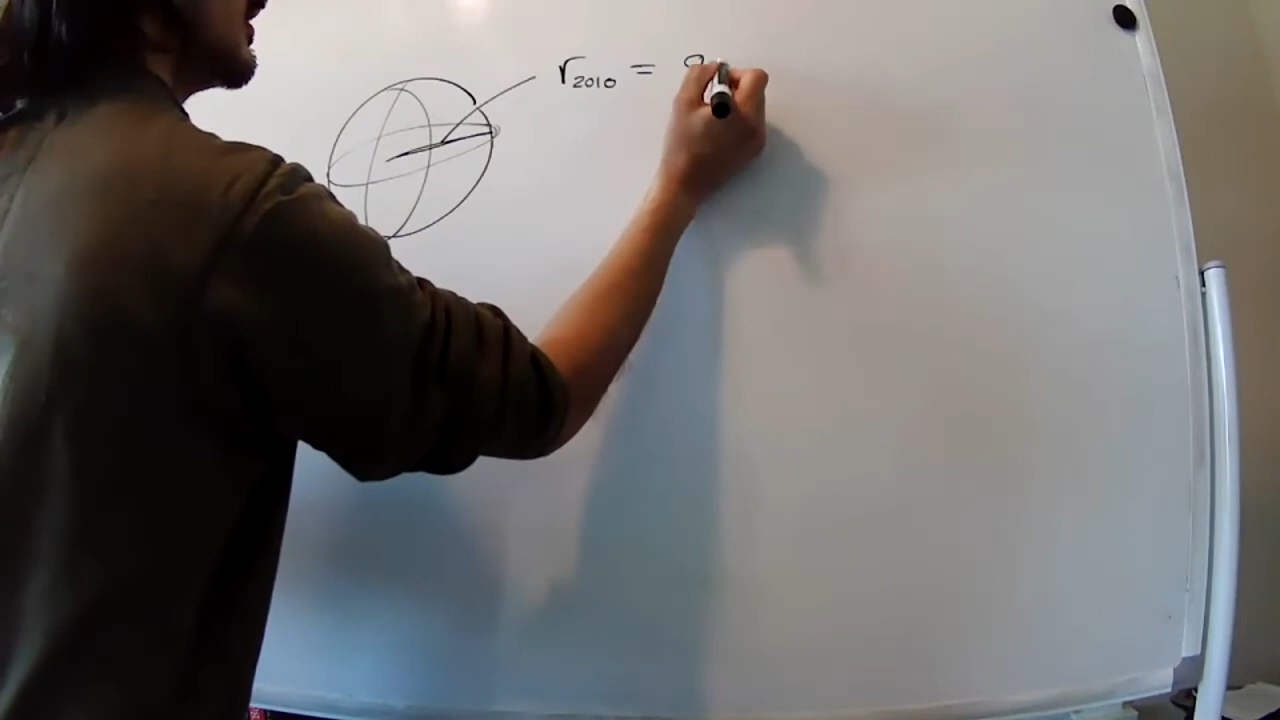 r₂₀₁₀ =